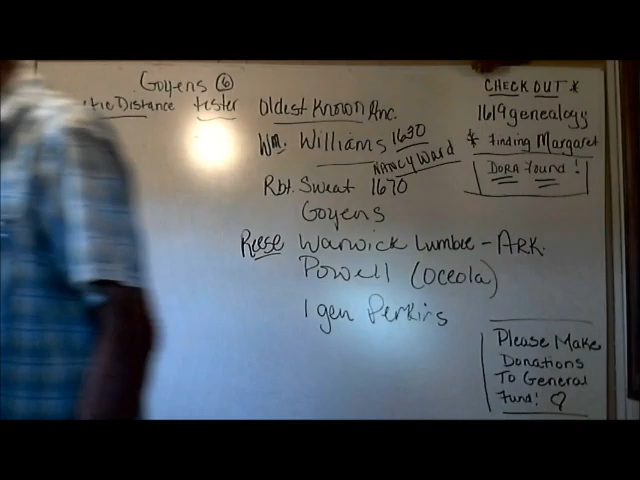 Goyens 6
tic Distance tester
Oldest Known Anc.
Wm. Williams 1630
Nancy Ward
Rbt. Sweat 1670
Goyens
Reese Warwick Lumbee - ARK.
Powell (Oceola)
1 gen Perkins
CHECK OUT *
1619genealogy
* Finding Margaret
Dora Found!
Please Make
Donations
To General
Fund! ♡